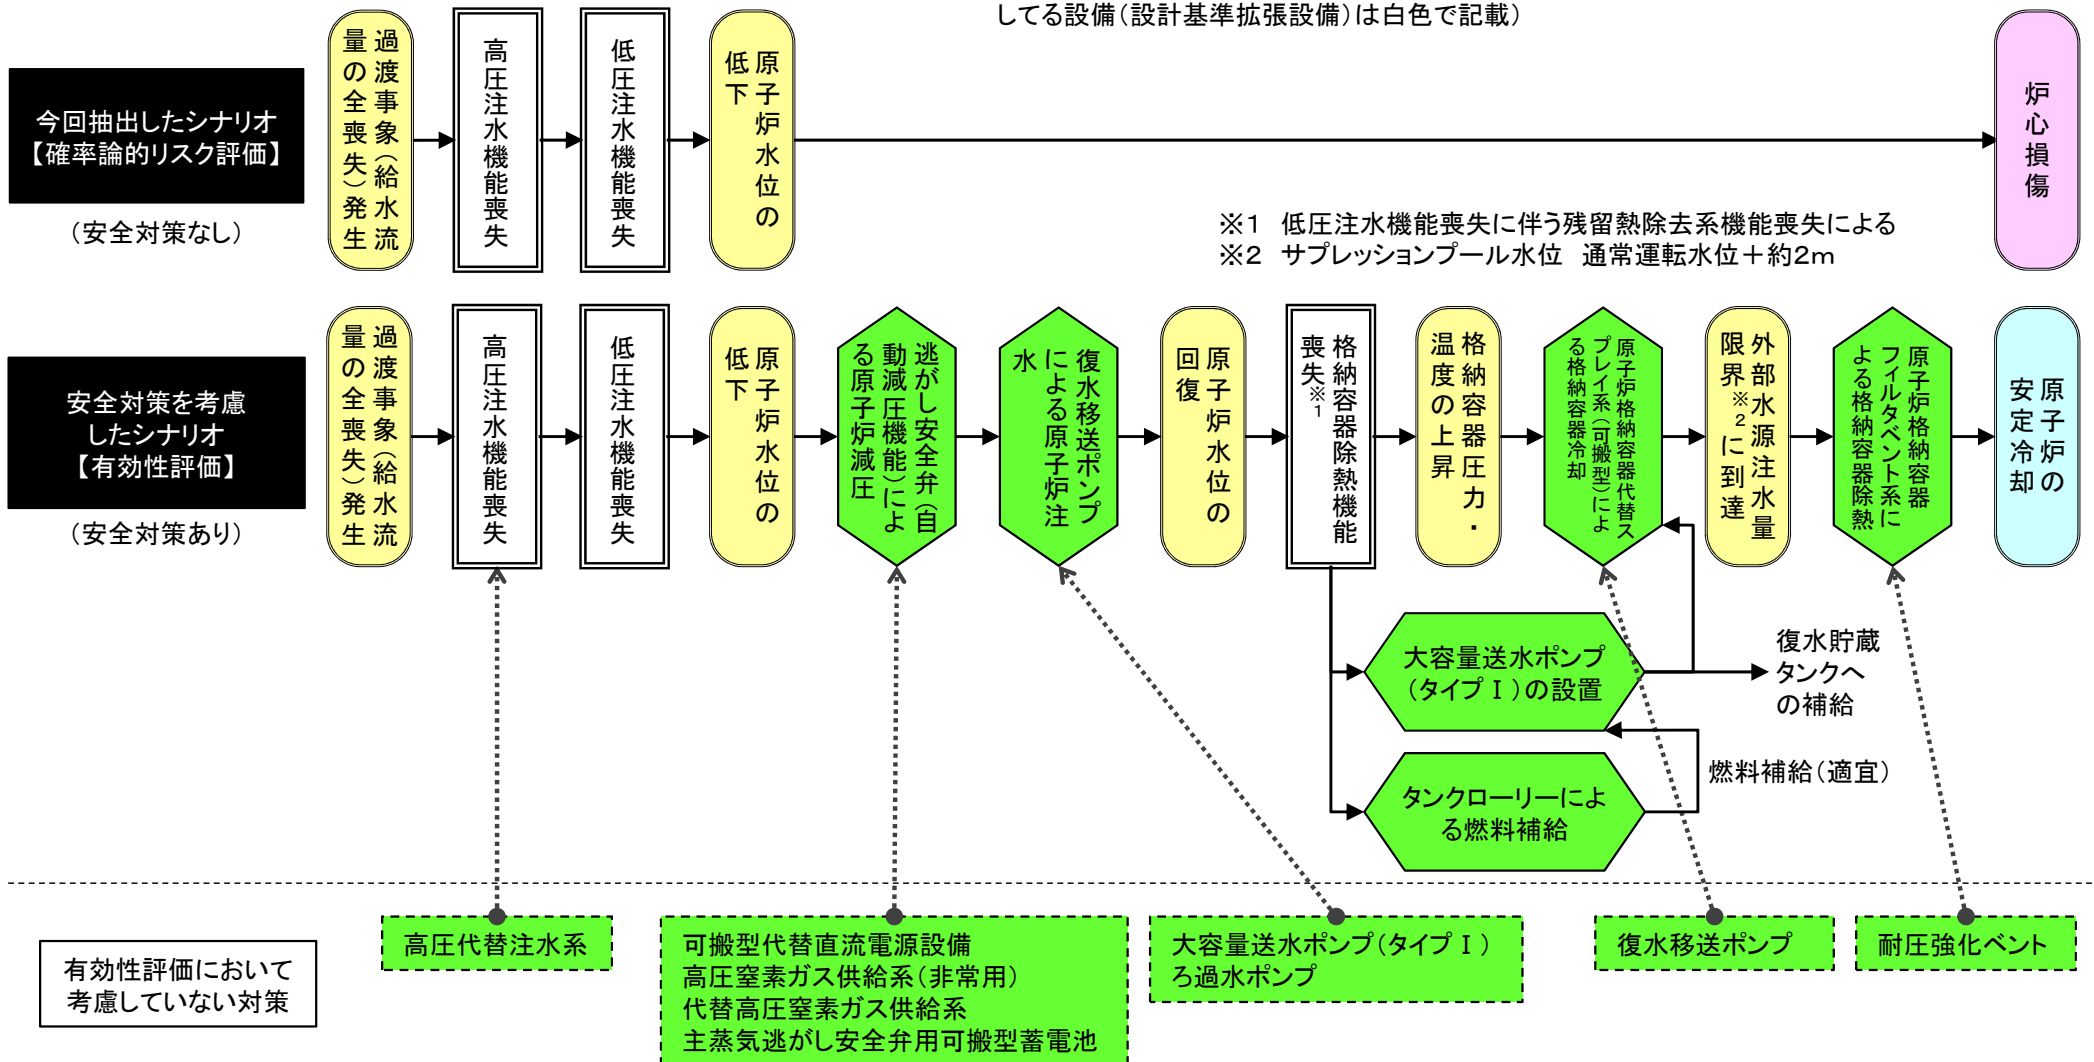 してる設備(設計基準拡張設備)は白色で記載)
今回抽出したシナリオ
【確率論的リスク評価】
(安全対策なし)
過渡事象(給水流
量の全喪失)発生
高圧注水機能喪失
低圧注水機能喪失
原子炉水位の
低下
炉心損傷
※1 低圧注水機能喪失に伴う残留熱除去系機能喪失による
※2 サプレッションプール水位 通常運転水位+約2m
安全対策を考慮
したシナリオ
【有効性評価】
(安全対策あり)
過渡事象(給水流
量の全喪失)発生
高圧注水機能喪失
低圧注水機能喪失
原子炉水位の
低下
逃がし安全弁(自
動減圧機能)によ
る原子炉減圧
復水移送ポンプ
による原子炉注
水
原子炉水位の
回復
格納容器除熱機能
喪失※1
格納容器圧力・
温度の上昇
原子炉格納容器代替ス
プレイ系(可搬型)によ
る格納容器冷却
外部水源注水量
限界※2に到達
原子炉格納容器
フィルタベント系に
よる格納容器除熱
原子炉の
安定冷却
大容量送水ポンプ
(タイプⅠ)の設置
復水貯蔵
タンクへ
の補給
タンクローリーによ
る燃料補給
燃料補給(適宜)
有効性評価において
考慮していない対策
高圧代替注水系
可搬型代替直流電源設備
高圧窒素ガス供給系(非常用)
代替高圧窒素ガス供給系
主蒸気逃がし安全弁用可搬型蓄電池
大容量送水ポンプ(タイプⅠ)
ろ過水ポンプ
復水移送ポンプ
耐圧強化ベント